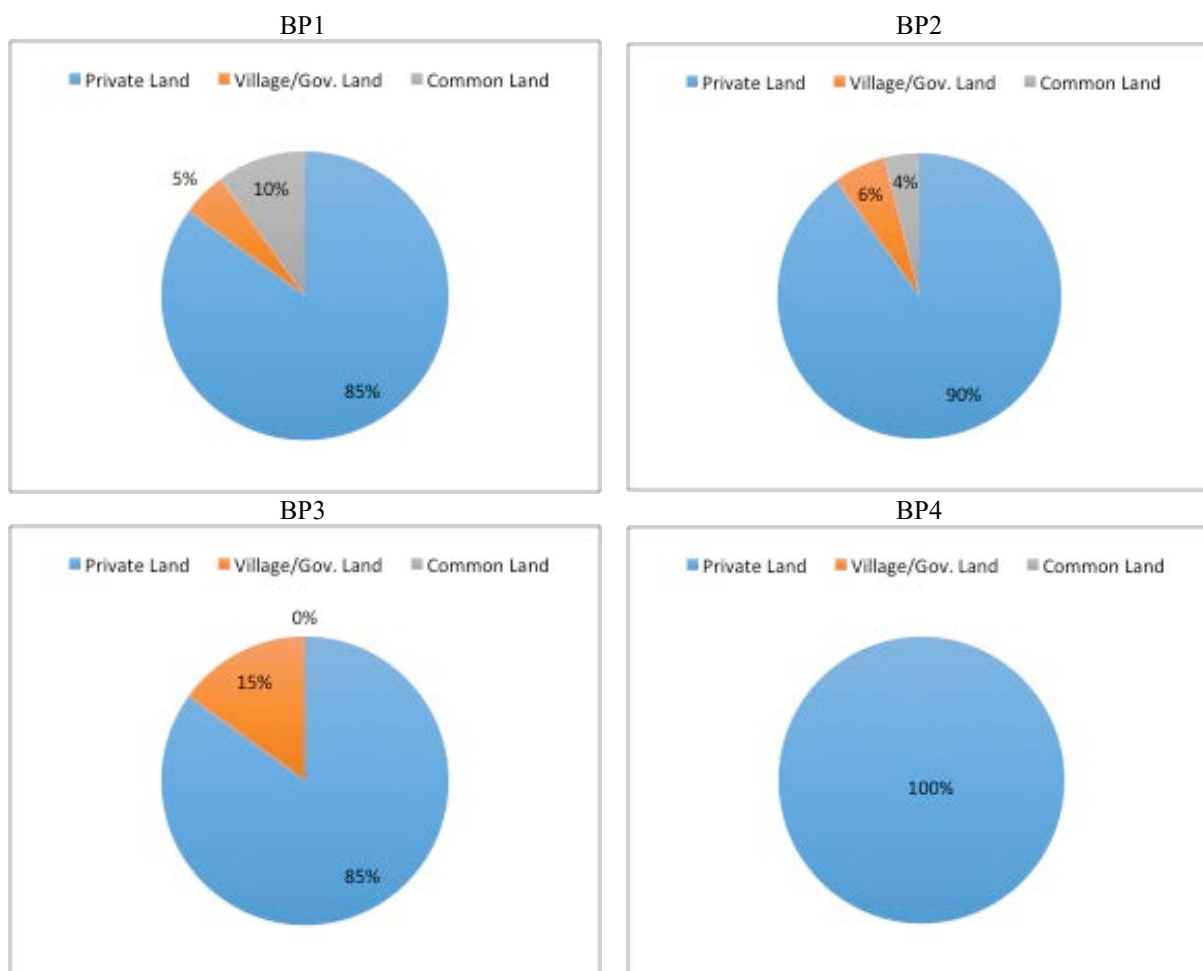 BP1
Private Land Village/Gov. Land Common Land
5%
10%
85%
BP2
Private Land Village/Gov. Land Common Land
6%
4%
90%
BP3
Private Land Village/Gov. Land Common Land
0%
15%
85%
BP4
Private Land Village/Gov. Land Common Land
100%